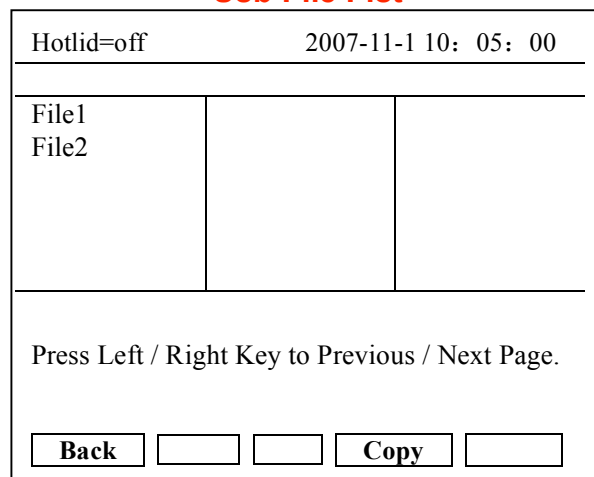 Hotlid=off 2007-11-1 10：05：00
File1
File2
Press Left / Right Key to Previous / Next Page.
Back Copy